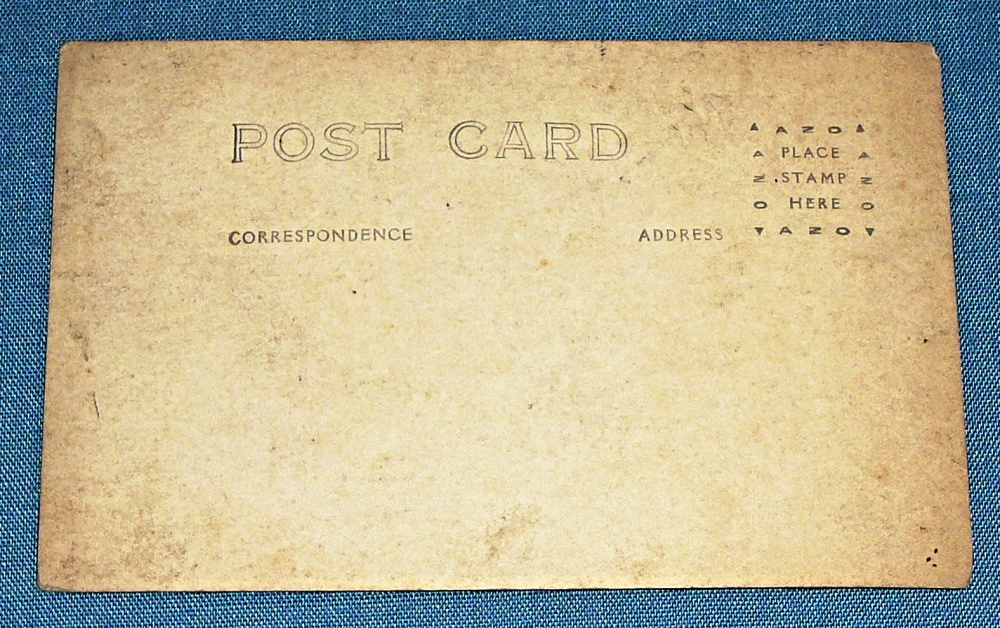 POST CARD
CORRESPONDENCE
ADDRESS
AZO
A PLACE A
Z STAMP Z
O HERE O
AZO